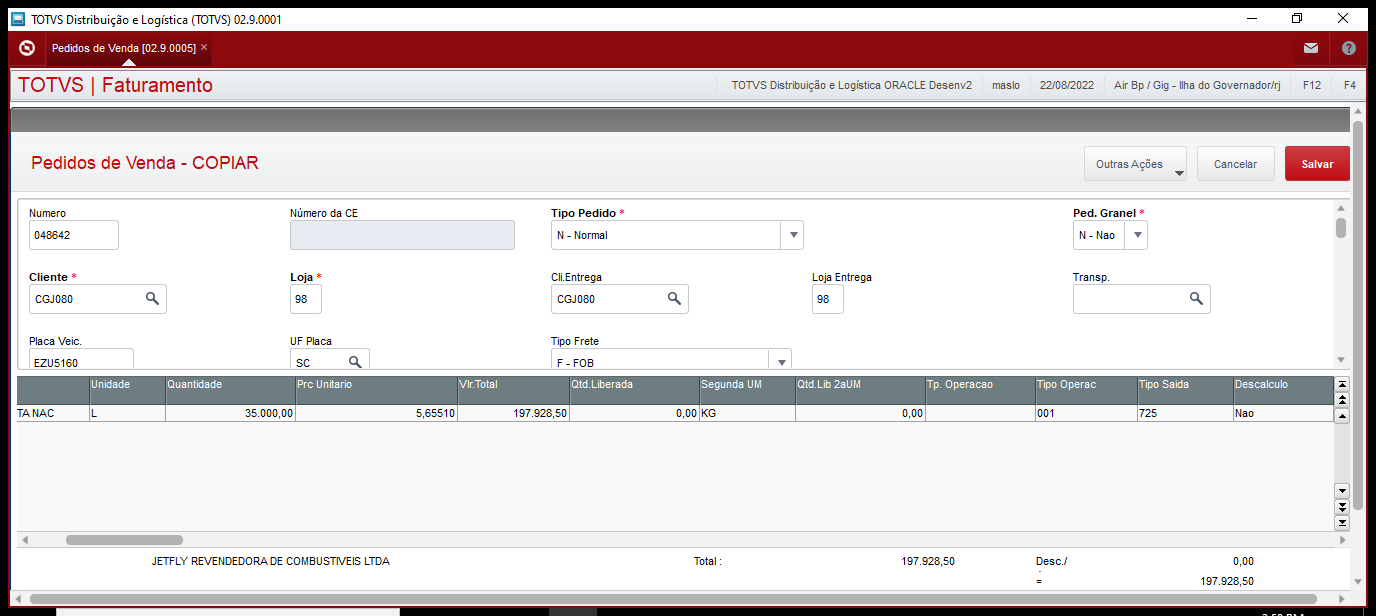 TOTVS Distribuição e Logística (TOTVS) 02.9.0001
Pedidos de Venda [02.9.0005] ×
TOTVS | Faturamento
TOTVS Distribuição e Logística ORACLE Desenv2 maslo 22/08/2022 Air Bp / Gig - Ilha do Governador/rj F12 F4
Pedidos de Venda - COPIAR
Outras Ações Cancelar Salvar
Numero Número da CE Tipo Pedido * Ped. Granel *
048642 N - Normal N - Nao
Cliente * Loja * Cli.Entrega Loja Entrega Transp.
CGJ080 98 CGJ080 98
Placa Veic. UF Placa Tipo Frete
EZU5160 SC F - FOB
Unidade Quantidade Prc Unitario Vlr.Total Qtd.Liberada Segunda UM Qtd.Lib 2aUM Tp. Operacao Tipo Operac Tipo Saida Descalculo
TA NAC L 35.000,00 5,65510 197.928,50 0,00 KG 0,00 001 725 Nao
JETFLY REVENDEDORA DE COMBUSTIVEIS LTDA Total : 197.928,50 Desc./ 0,00
= 197.928,50